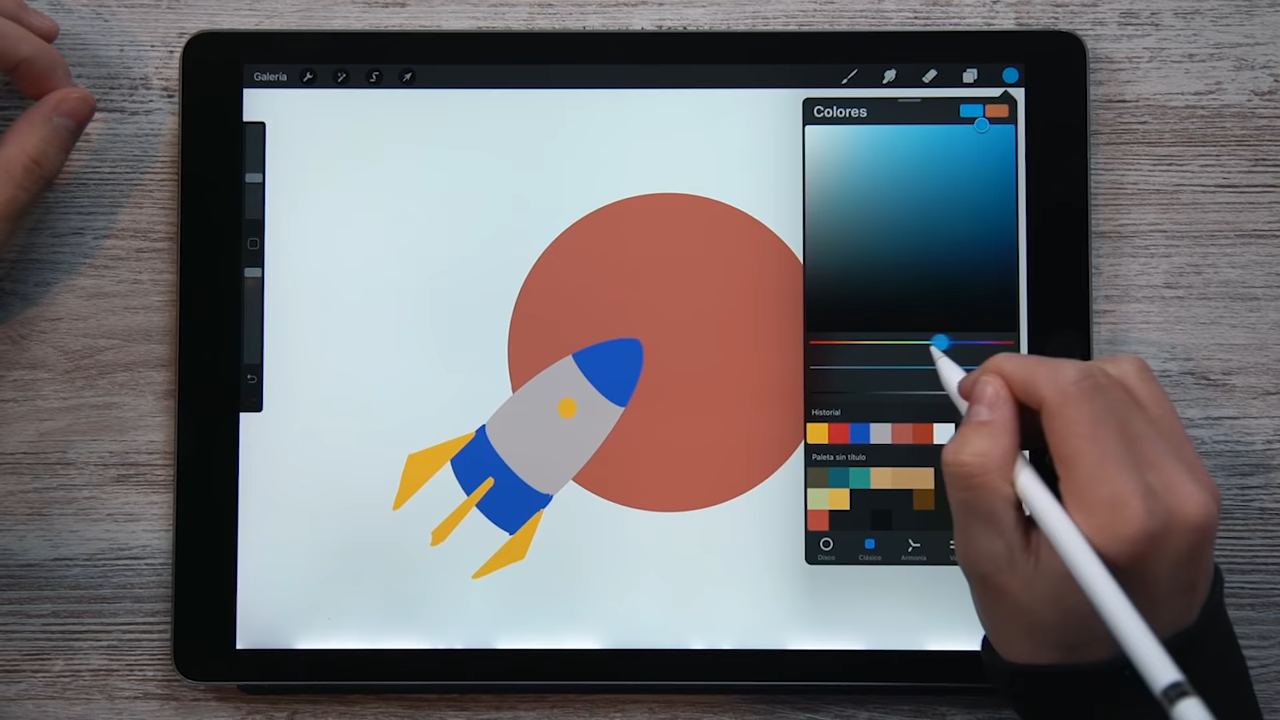 Galería
Colores
Historial
Paleta sin título
Disco
Clásico
Armonía